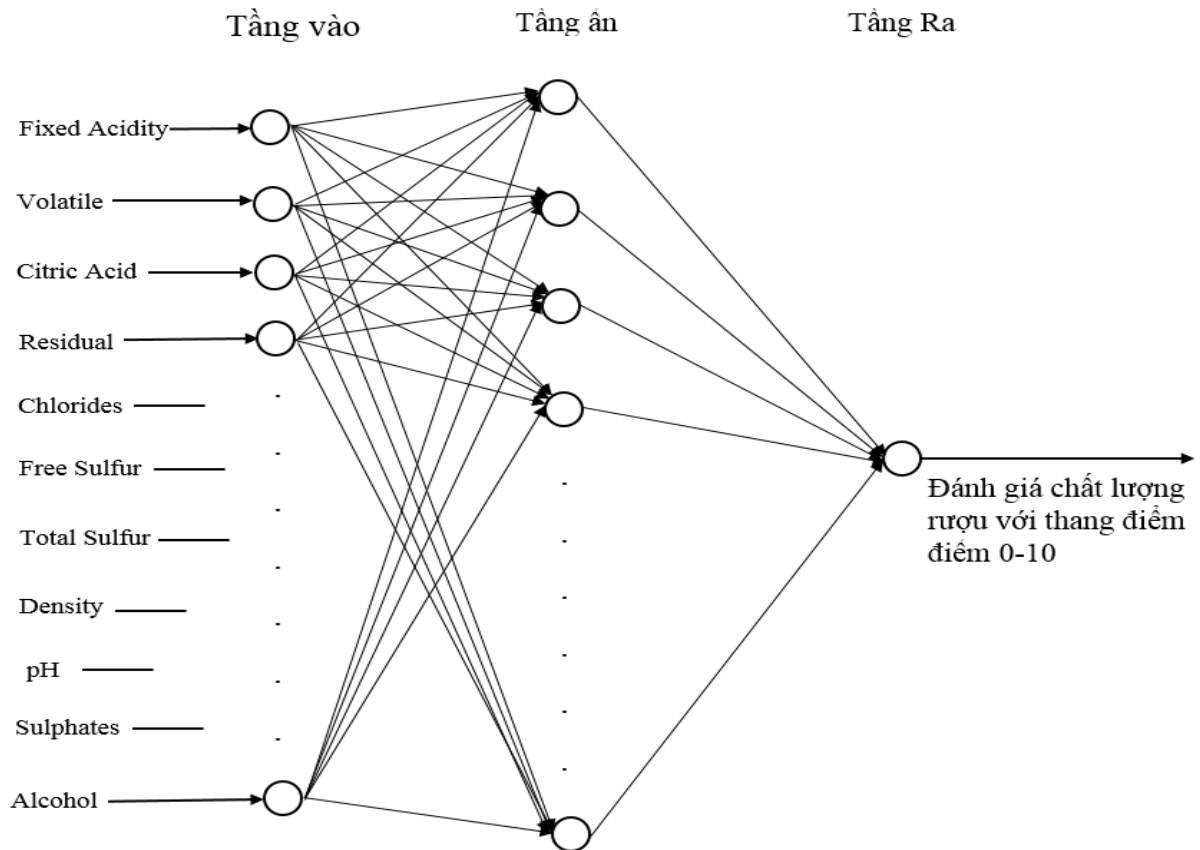 Tầng vào
Tầng ẩn
Tầng Ra
Fixed Acidity
Volatile
Citric Acid
Residual
Chlorides
Free Sulfur
Total Sulfur
Density
pH
Sulphates
Alcohol
Đánh giá chất lượng
rượu với thang điểm
điểm 0-10